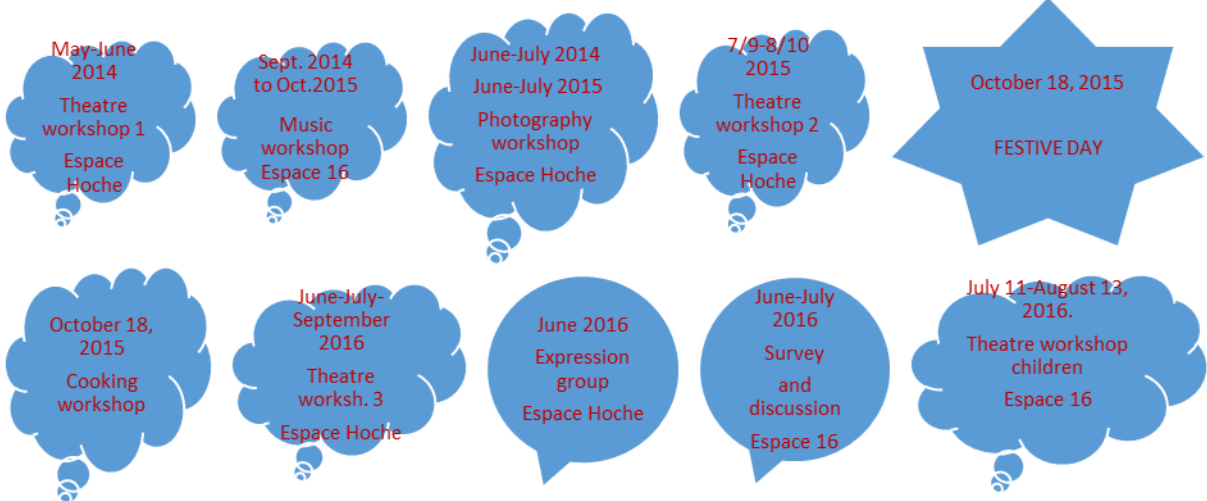 May-June
2014
Theatre
workshop 1
Espace
Hoche
Sept. 2014
to Oct.2015
Music
workshop
Espace 16
June-July 2014
June-July 2015
Photography
workshop
Espace Hoche
7/9-8/10
2015
Theatre
workshop 2
Espace
Hoche
October 18, 2015
FESTIVE DAY
October 18,
2015
Cooking
workshop
June-July-
September
2016
Theatre
worksh. 3
Espace Hoche
June 2016
Expression
group
Espace Hoche
June-July
2016
Survey
and
discussion
Espace 16
July 11-August 13,
2016.
Theatre workshop
children
Espace 16